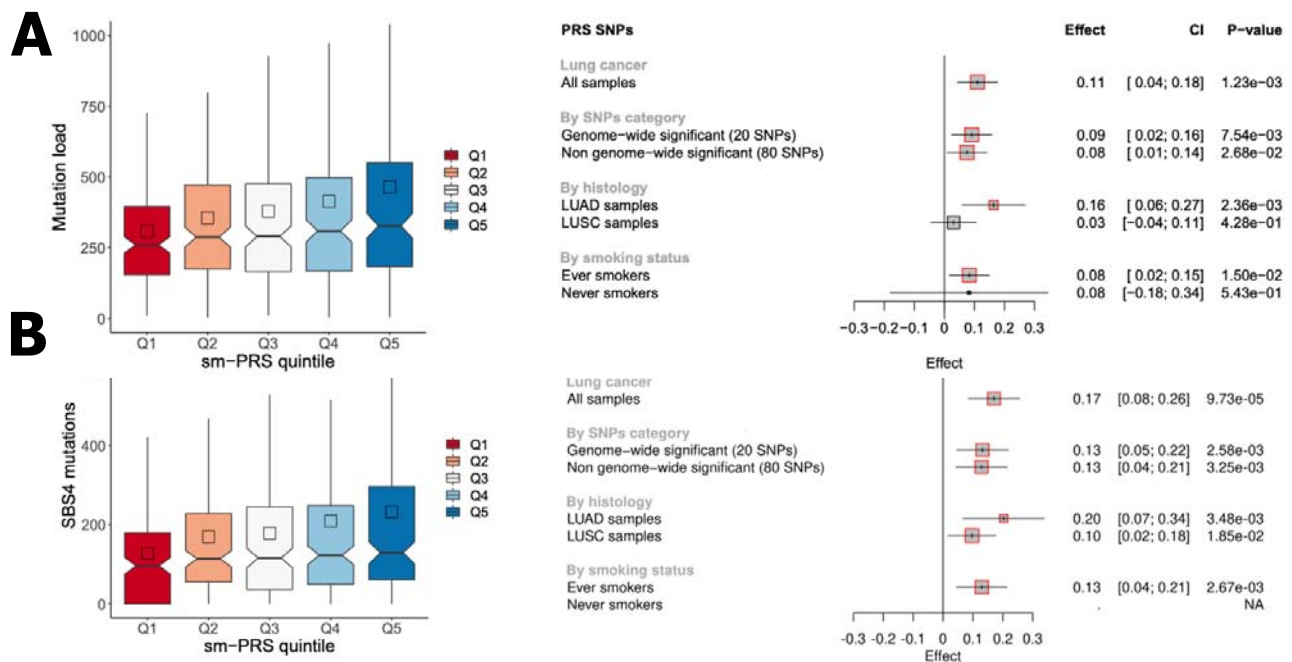 A
Mutation load
1000
750
500
250
0
Q1 Q2 Q3 Q4 Q5
sm-PRS quintile
Q1
Q2
Q3
Q4
Q5
PRS SNPs Effect CI P-value
Lung cancer
All samples 0.11 [ 0.04; 0.18] 1.23e-03
By SNPs category
Genome-wide significant (20 SNPs) 0.09 [ 0.02; 0.16] 7.54e-03
Non genome-wide significant (80 SNPs) 0.08 [ 0.01; 0.14] 2.68e-02
By histology
LUAD samples 0.16 [ 0.06; 0.27] 2.36e-03
LUSC samples 0.03 [-0.04; 0.11] 4.28e-01
By smoking status
Ever smokers 0.08 [ 0.02; 0.15] 1.50e-02
Never smokers 0.08 [-0.18; 0.34] 5.43e-01
-0.3 -0.2 -0.1 0 0.1 0.2 0.3
Effect
B
SBS4 mutations
400
200
0
Q1 Q2 Q3 Q4 Q5
sm-PRS quintile
Q1
Q2
Q3
Q4
Q5
Lung cancer
All samples 0.17 [0.08; 0.26] 9.73e-05
By SNPs category
Genome-wide significant (20 SNPs) 0.13 [0.05; 0.22] 2.58e-03
Non genome-wide significant (80 SNPs) 0.13 [0.04; 0.21] 3.25e-03
By histology
LUAD samples 0.20 [0.07; 0.34] 3.48e-03
LUSC samples 0.10 [0.02; 0.18] 1.85e-02
By smoking status
Ever smokers 0.13 [0.04; 0.21] 2.67e-03
Never smokers . NA
-0.3 -0.2 -0.1 0 0.1 0.2 0.3
Effect